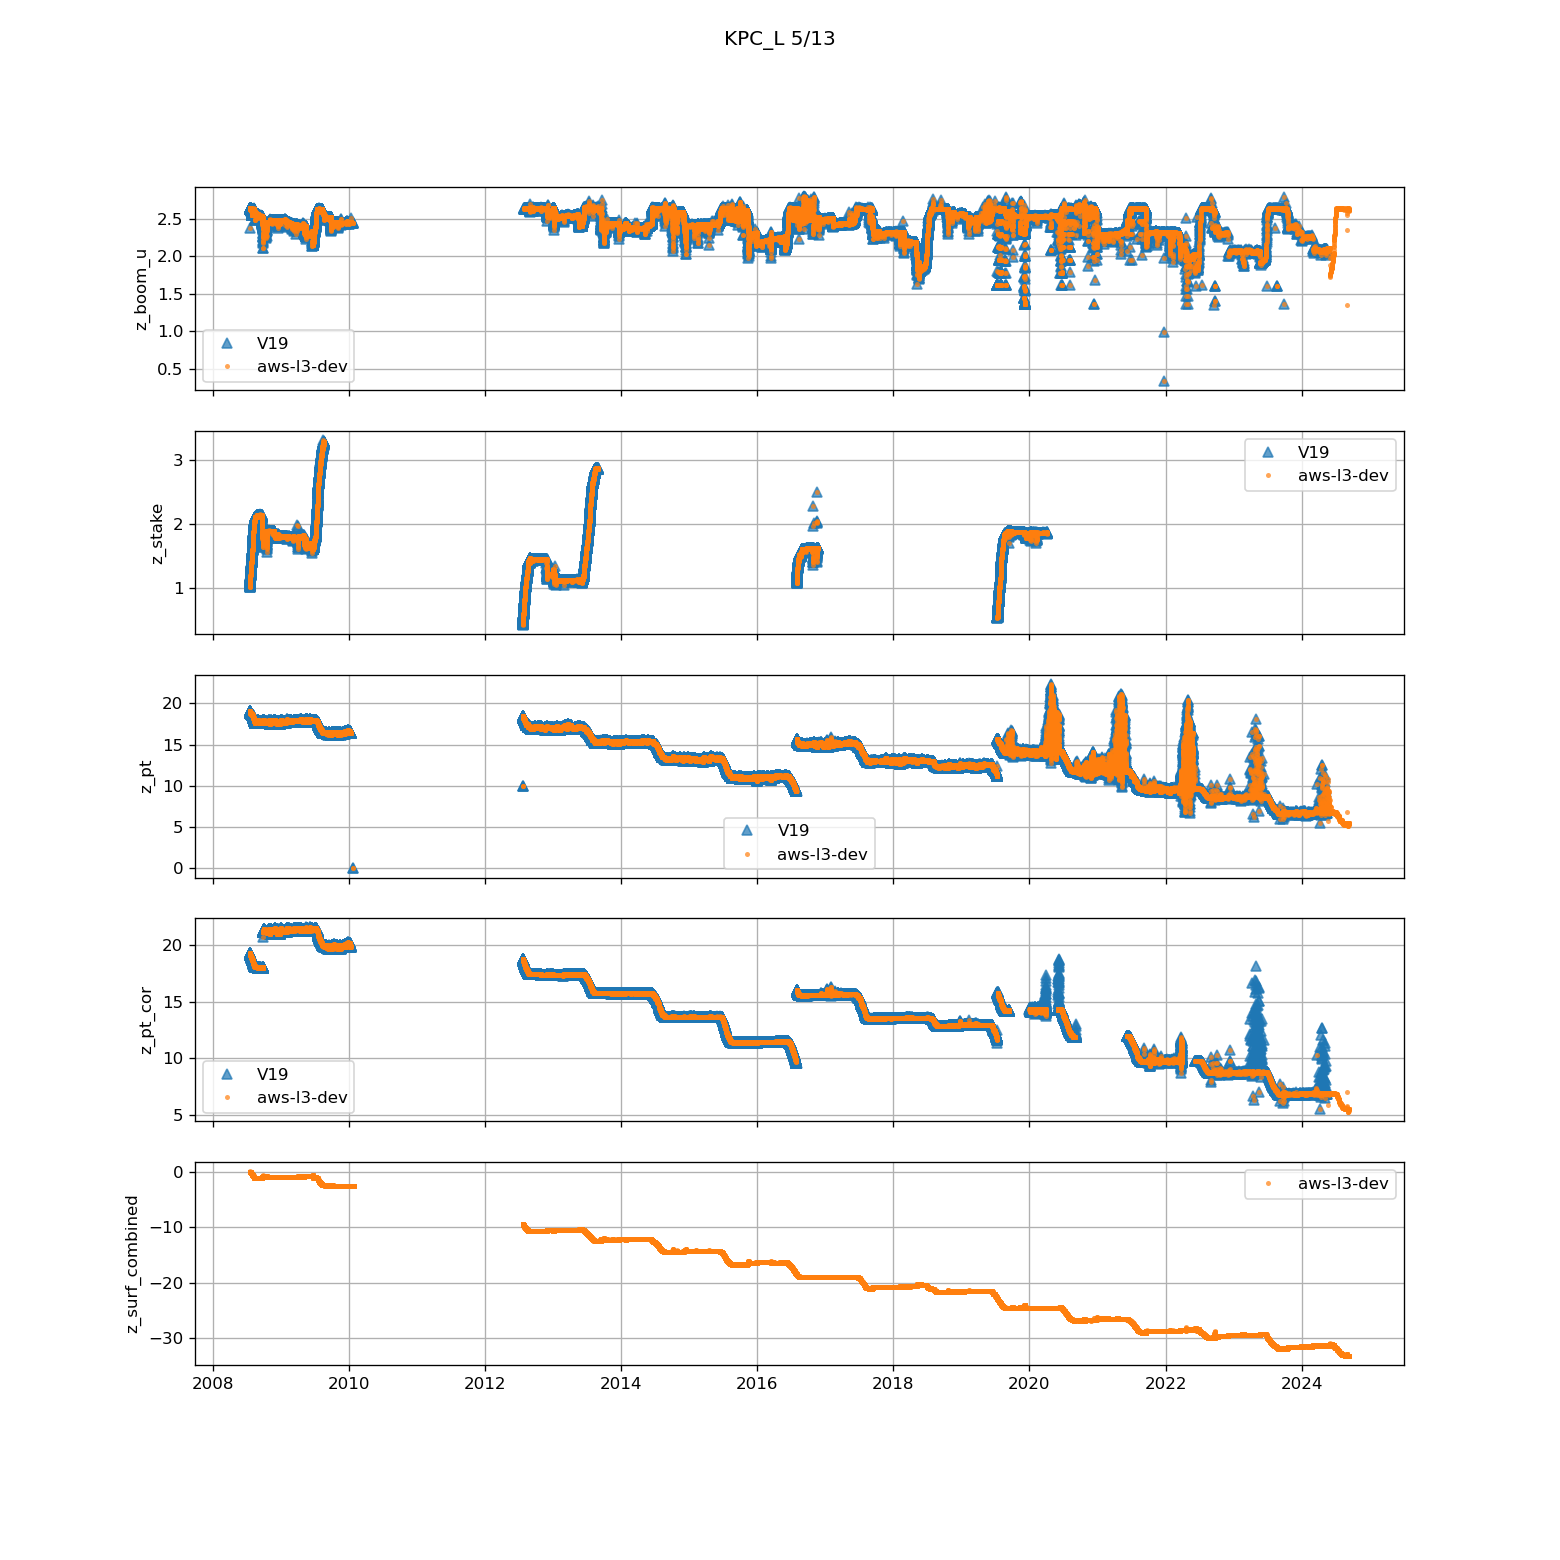 KPC_L 5/13
z_boom_u
2.5
2.0
1.5
1.0
0.5
V19
aws-l3-dev
z_stake
3
2
1
V19
aws-l3-dev
z_pt
20
15
10
5
0
V19
aws-l3-dev
z_pt_cor
20
15
10
5
V19
aws-l3-dev
z_surf_combined
0
−10
−20
−30
aws-l3-dev
2008 2010 2012 2014 2016 2018 2020 2022 2024